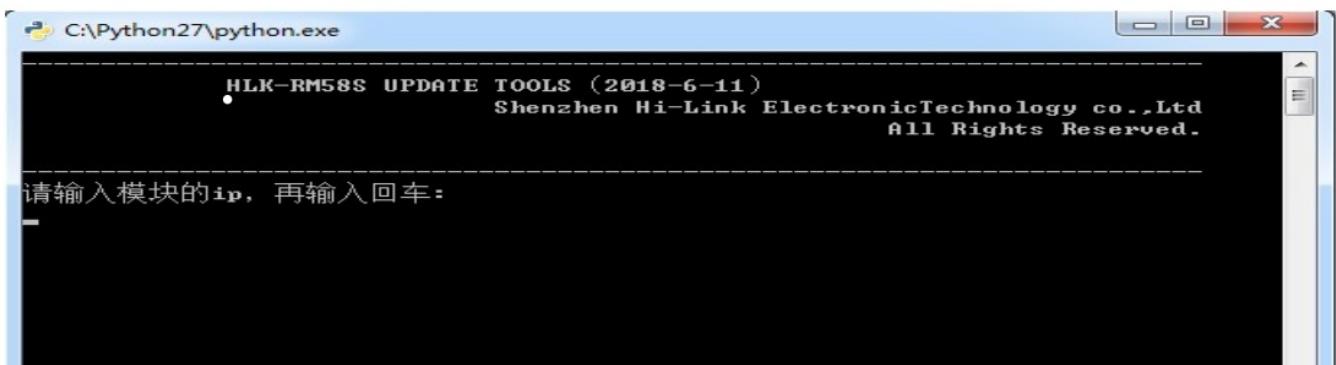 C:\Python27\python.exe
HLK-RM58S UPDATE TOOLS (2018-6-11)
Shenzhen Hi-Link ElectronicTechnology co.,Ltd
All Rights Reserved.
请输入模块的ip, 再输入回车: